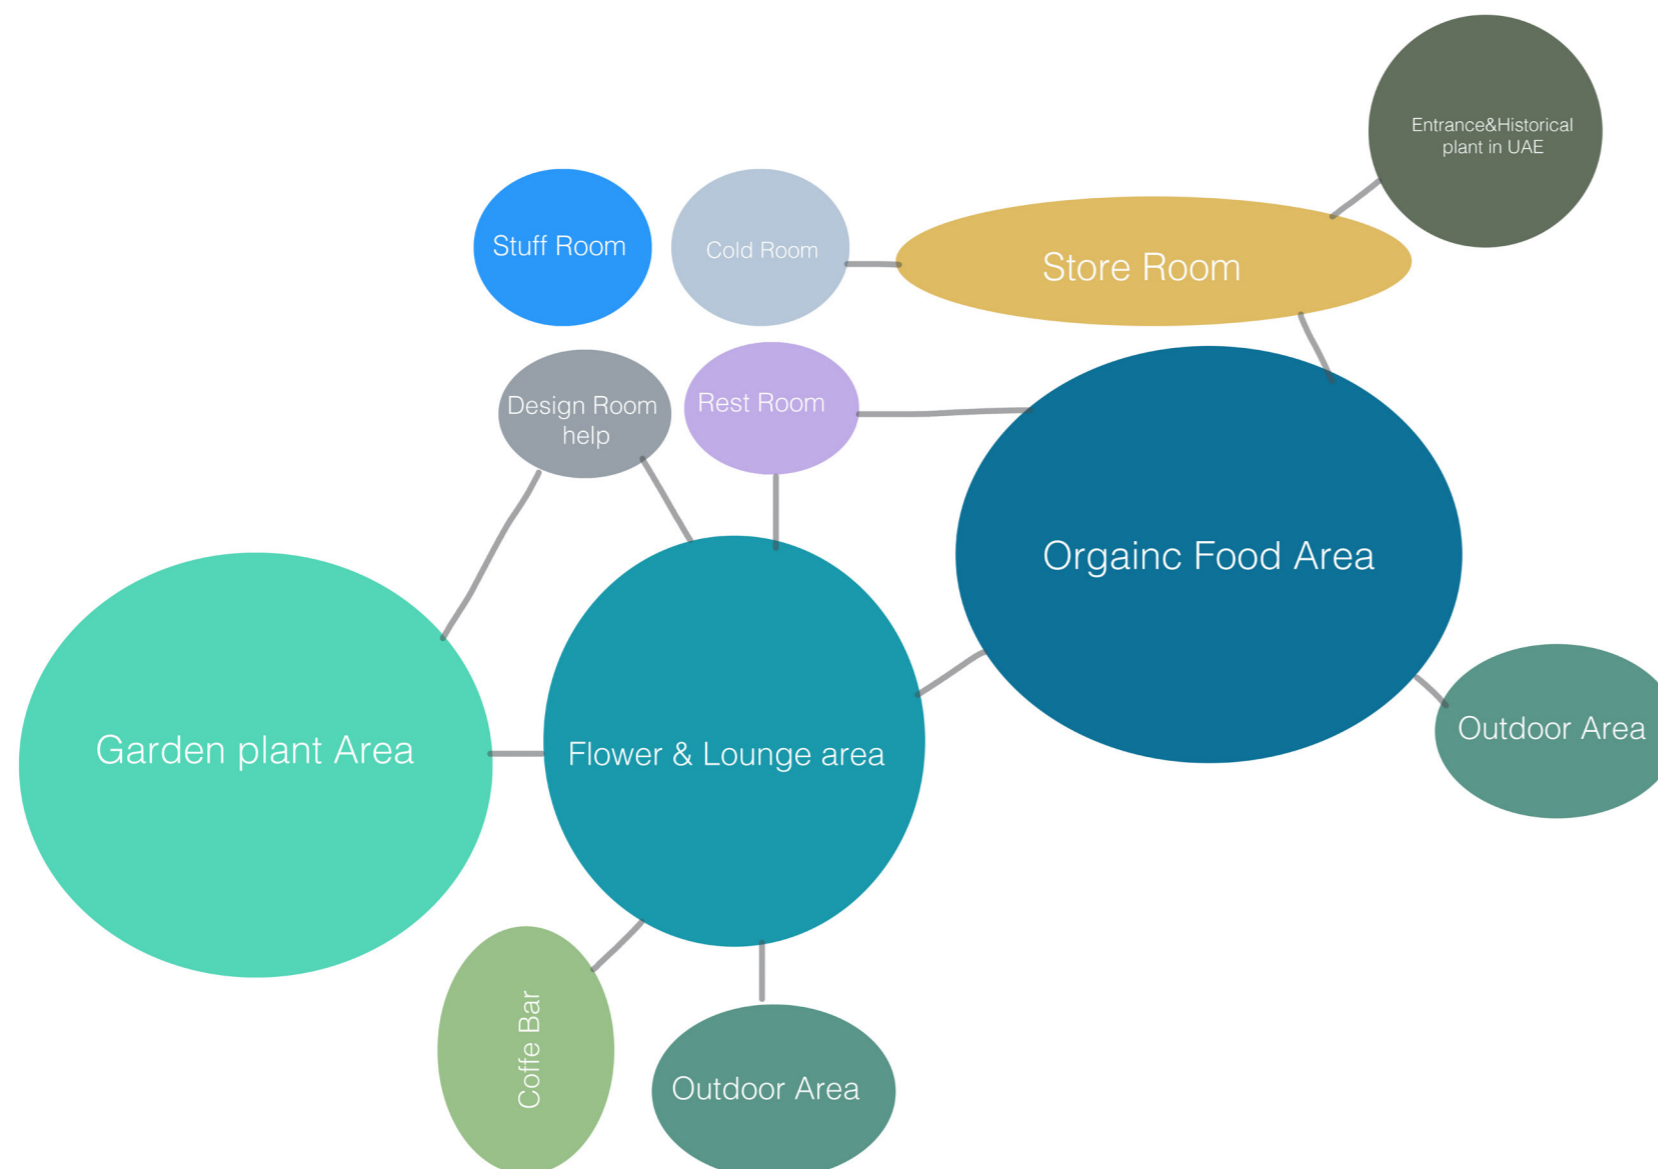 Entrance&Historical
plant in UAE
Stuff Room
Cold Room
Store Room
Design Room
help
Rest Room
Orgainc Food Area
Garden plant Area
Flower & Lounge area
Outdoor Area
Coffe Bar
Outdoor Area